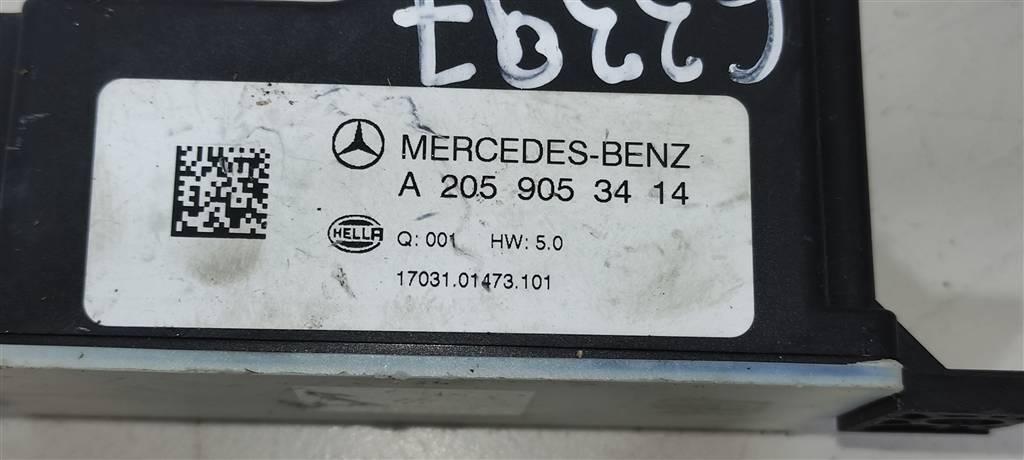 MERCEDES-BENZ
A 205 905 34 14
HELLA
Q: 001 HW: 5.0
17031.01473.101